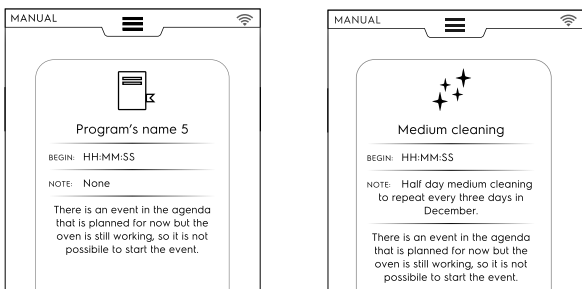 MANUAL
Program's name 5
BEGIN: HH:MM:SS
NOTE: None
There is an event in the agenda
that is planned for now but the
oven is still working, so it is not
possibile to start the event.
MANUAL
Medium cleaning
BEGIN: HH:MM:SS
NOTE: Half day medium cleaning
to repeat every three days in
December.
There is an event in the agenda
that is planned for now but the
oven is still working, so it is not
possibile to start the event.